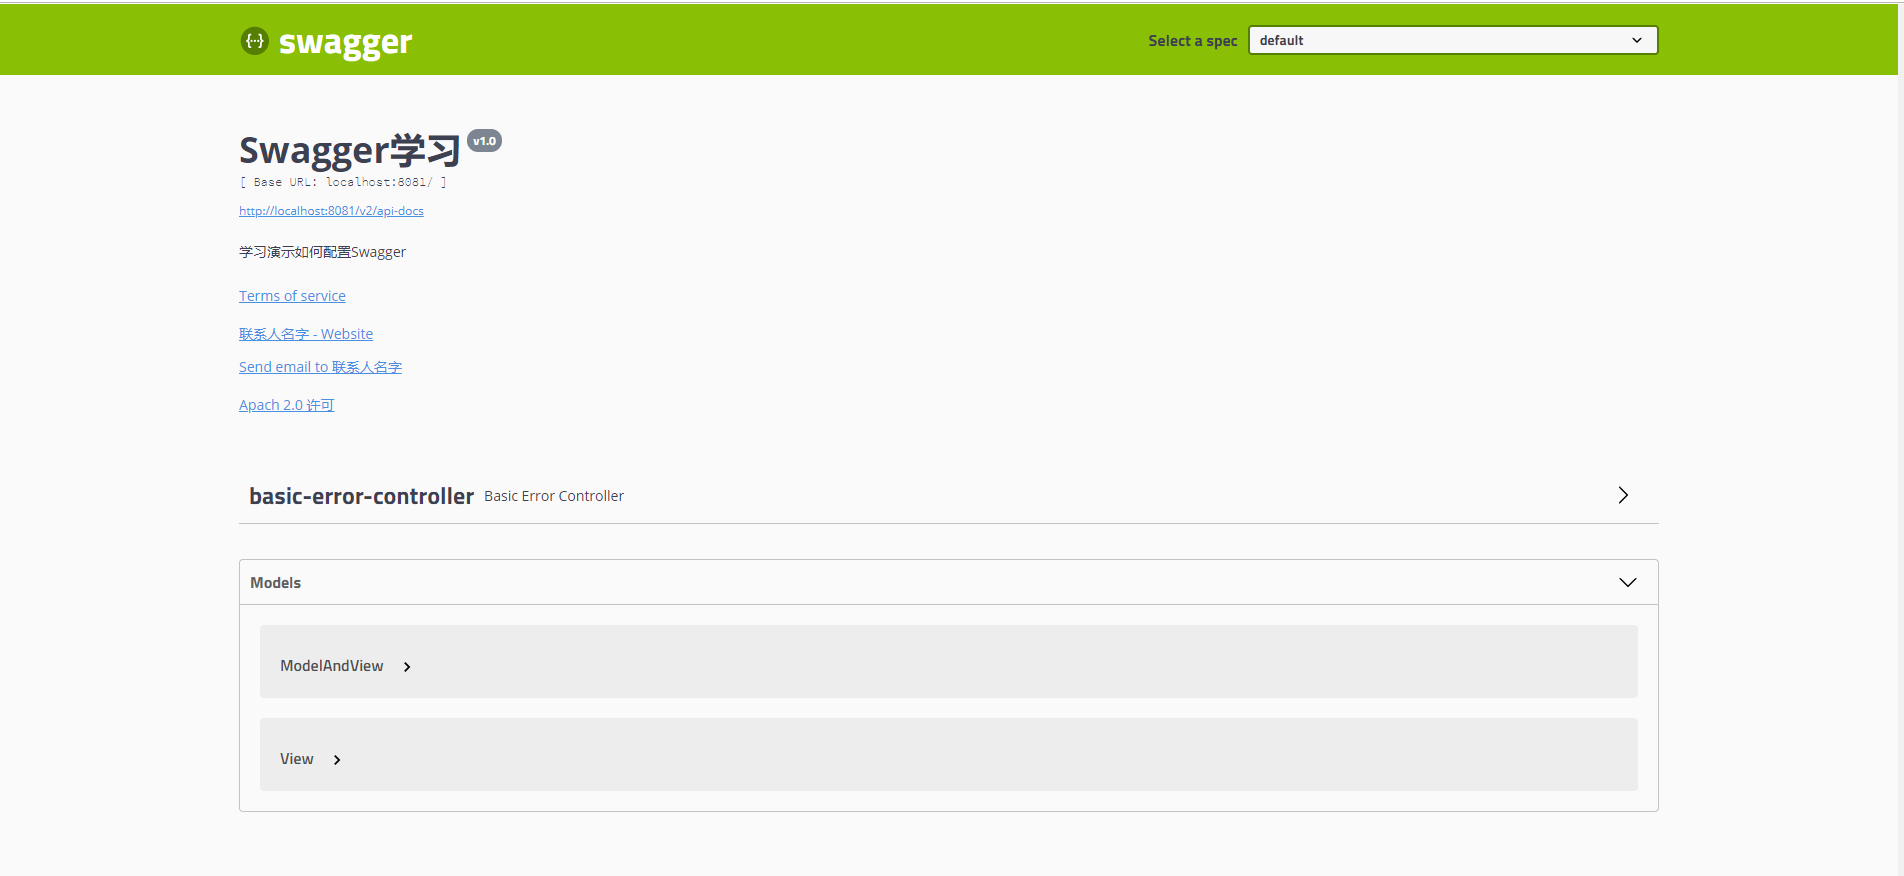 {···} swagger
Select a spec default
Swagger学习 v1.0
[ Base URL: localhost:8081/ ]
http://localhost:8081/v2/api-docs
学习演示如何配置Swagger
Terms of service
联系人名字 - Website
Send email to 联系人名字
Apach 2.0 许可
basic-error-controller Basic Error Controller
Models
ModelAndView
View